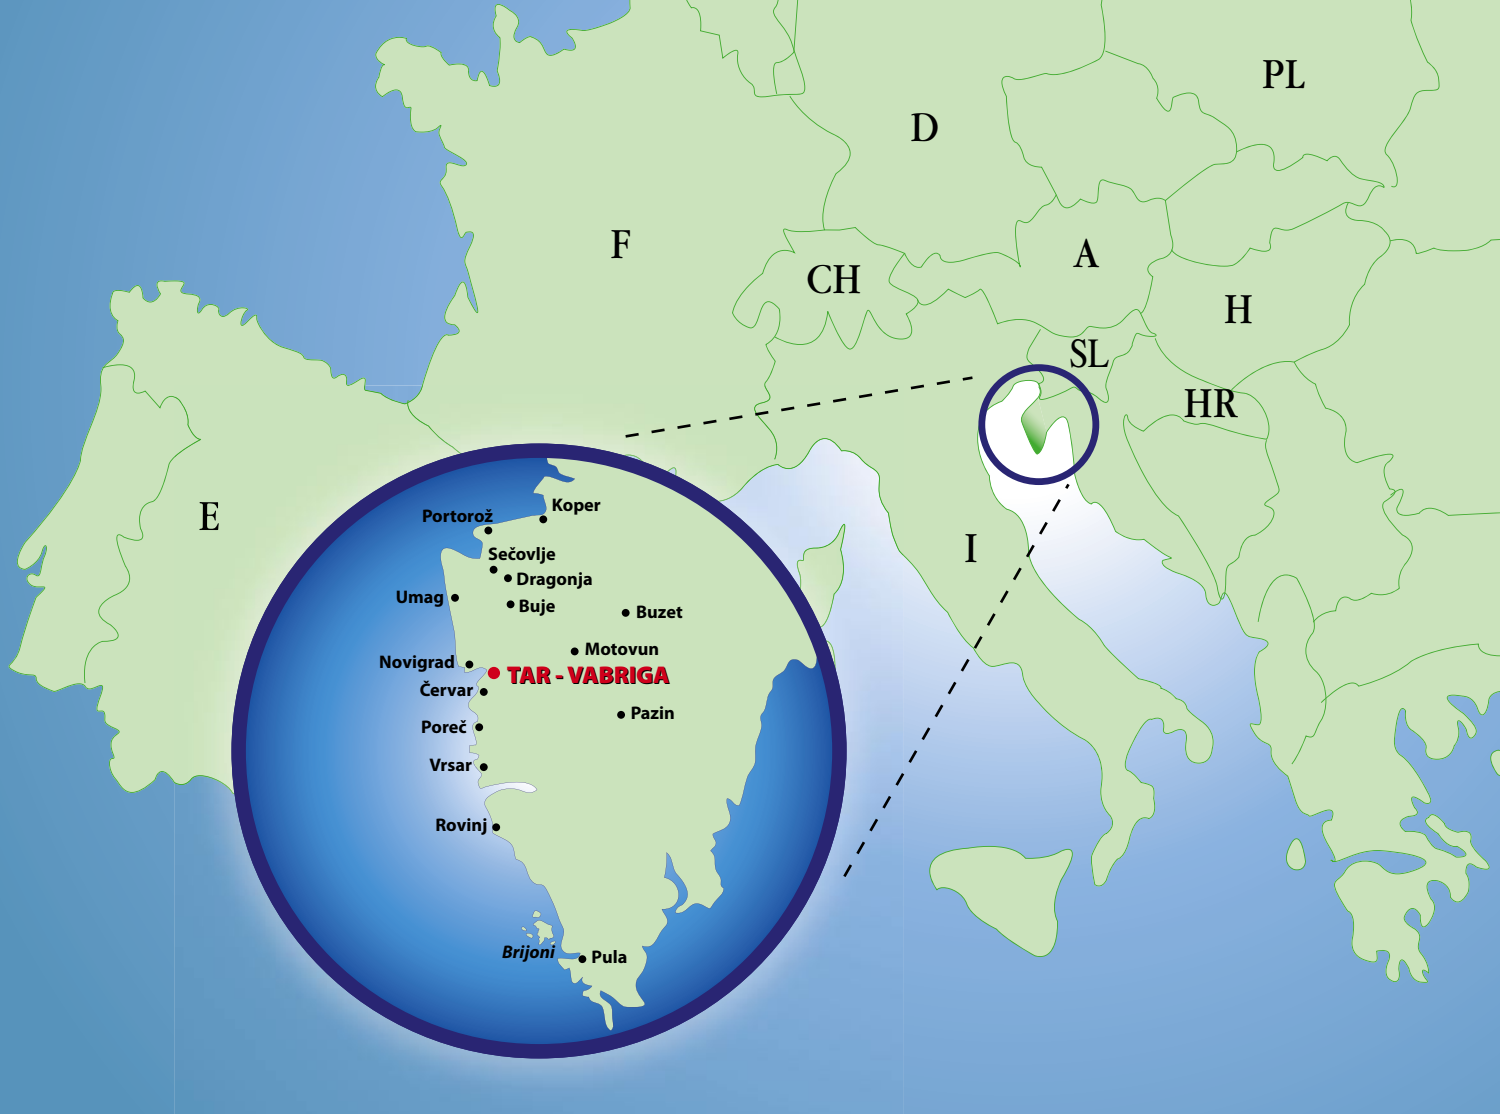 PL
D
F
A
CH
H
SL
HR
E
I
Koper
Portorož
Sečovlje
Dragonja
Umag
Buje
Buzet
Motovun
Novigrad
TAR - VABRIGA
Červar
Pazin
Poreč
Vrsar
Rovinj
Brijoni
Pula